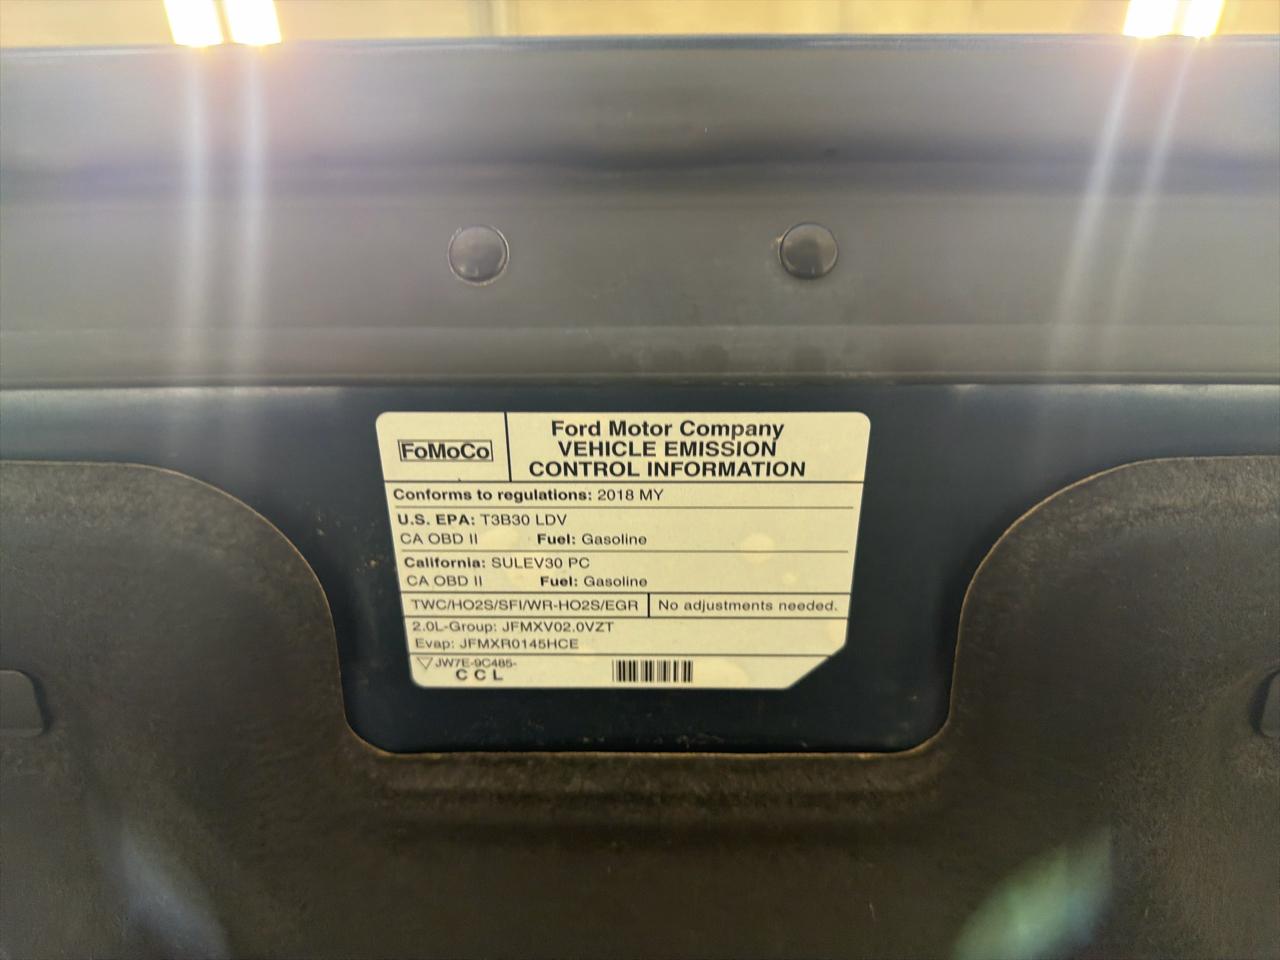 FoMoCo
Ford Motor Company
VEHICLE EMISSION
CONTROL INFORMATION
Conforms to regulations: 2018 MY
U.S. EPA: T3B30 LDV
CA OBD II Fuel: Gasoline
California: SULEV30 PC
CA OBD II Fuel: Gasoline
TWC/HO2S/SFI/WR-HO2S/EGR No adjustments needed.
2.0L-Group: JFMXV02.0VZT
Evap: JFMXR0145HCE
JW7E-9C485-
C C L